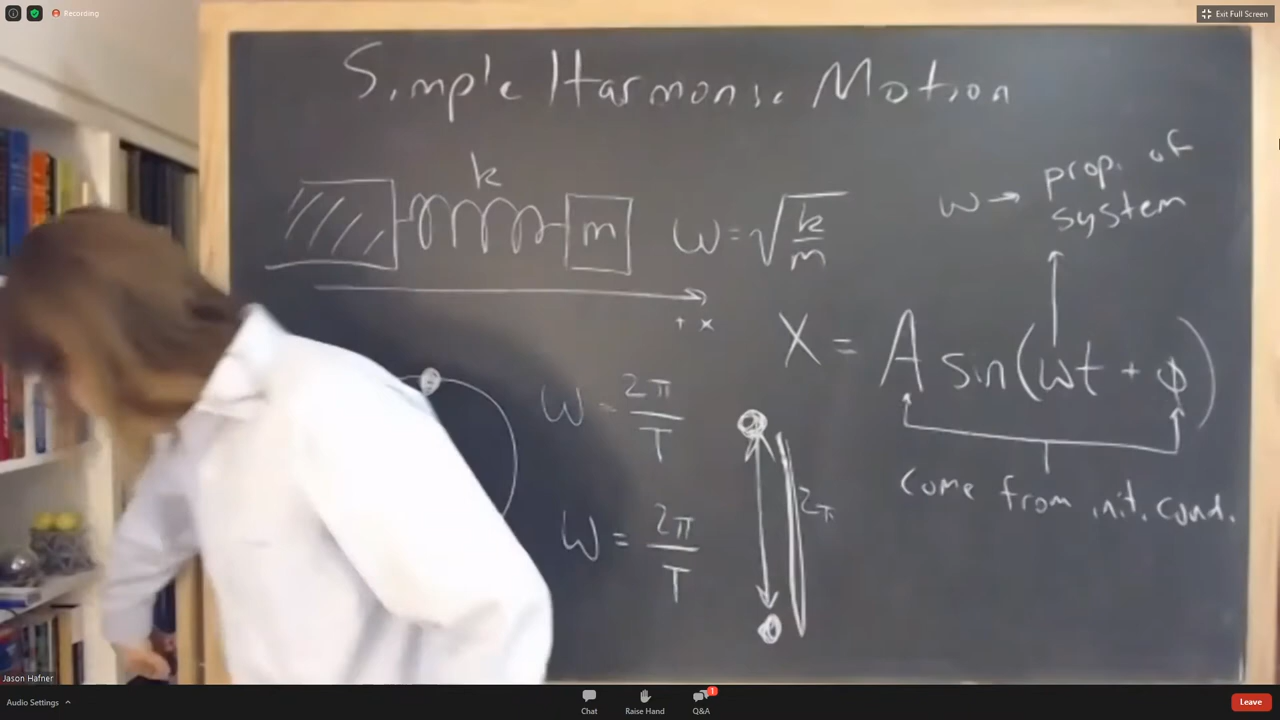 Recording
Exit Full Screen
Simple Harmonic Motion
k
m
ω = √(k/m)
+ x
ω → prop. of
system
X = A sin(ωt + φ)
come from init. cond.
ω = 2π/T
ω = 2π/T
2π
Jason Hafner
Audio Settings
Chat
Raise Hand
Q&A
1
Leave